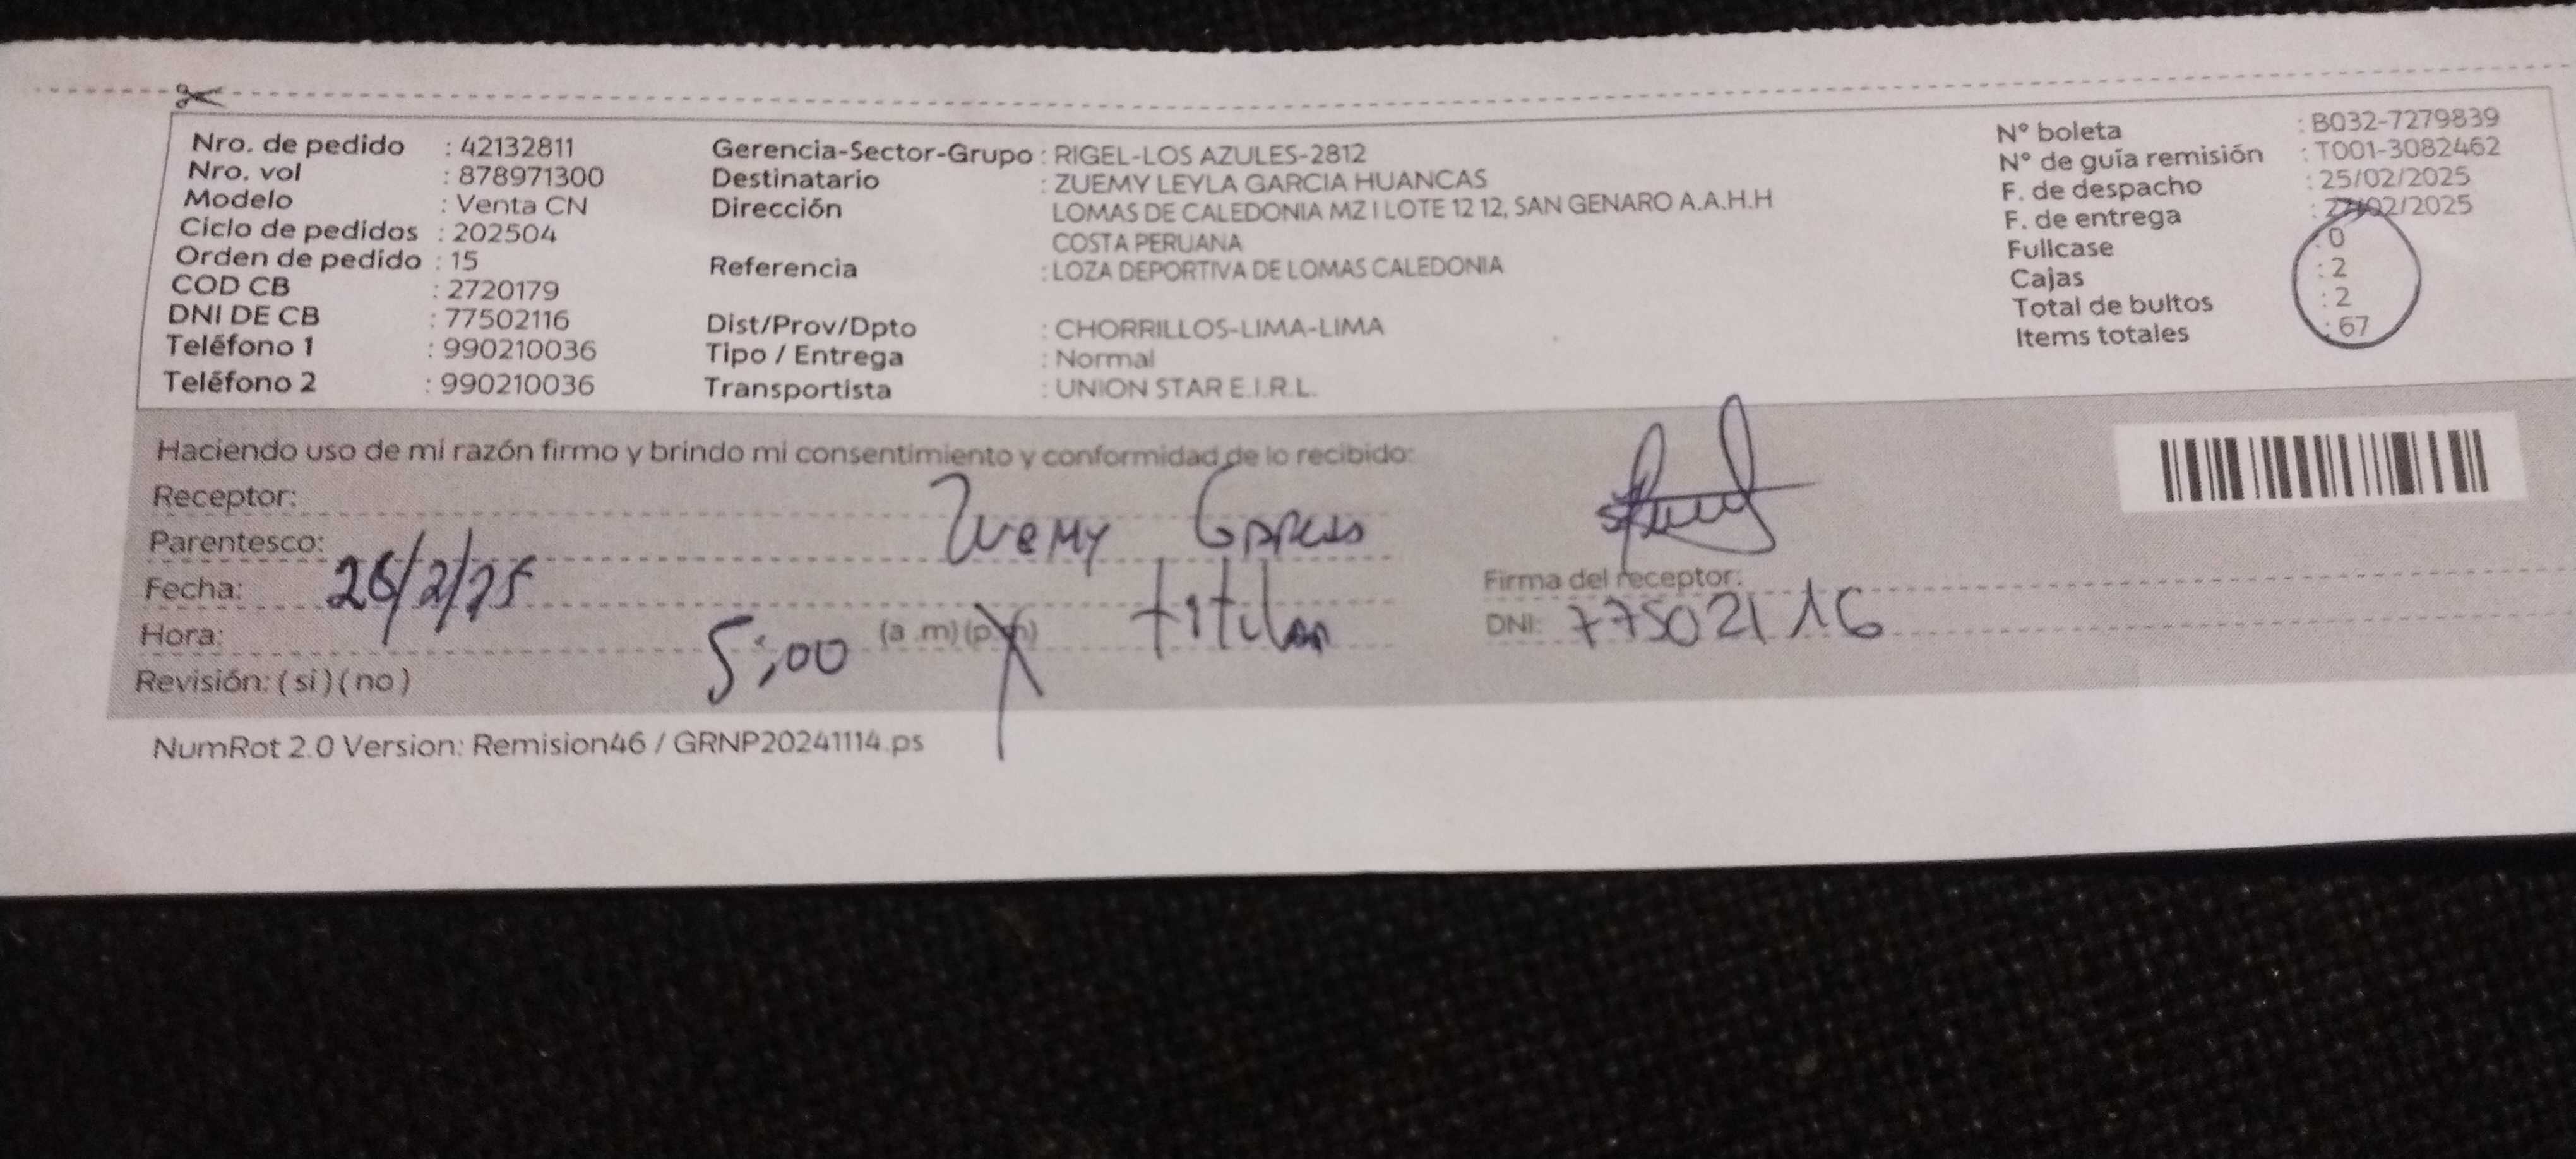 Nro. de pedido : 42132811
Nro. vol : 878971300
Modelo : Venta CN
Ciclo de pedidos : 202504
Orden de pedido : 15
COD CB : 2720179
DNI DE CB : 77502116
Teléfono 1 : 990210036
Teléfono 2 : 990210036
Gerencia-Sector-Grupo : RIGEL-LOS AZULES-2812
Destinatario : ZUEMY LEYLA GARCIA HUANCAS
Dirección LOMAS DE CALEDONIA MZ I LOTE 12 12, SAN GENARO A.A.H.H
COSTA PERUANA
Referencia : LOZA DEPORTIVA DE LOMAS CALEDONIA
Dist/Prov/Dpto : CHORRILLOS-LIMA-LIMA
Tipo / Entrega : Normal
Transportista : UNION STAR E.I.R.L.
N° boleta : B032-7279839
N° de guía remisión : T001-3082462
F. de despacho : 25/02/2025
F. de entrega : /02/2025
Fullcase : 0
Cajas : 2
Total de bultos : 2
Items totales : 67
Haciendo uso de mi razón firmo y brindo mi consentimiento y conformidad de lo recibido:
Receptor: Zuemy
Parentesco: titular
Fecha: 26/2/25
Hora: 5:00 (a.m) (p.m)
Revisión: ( si ) ( no )
Firma del receptor:
DNI: 77502116
NumRot 2.0 Version: Remision46 / GRNP20241114.ps